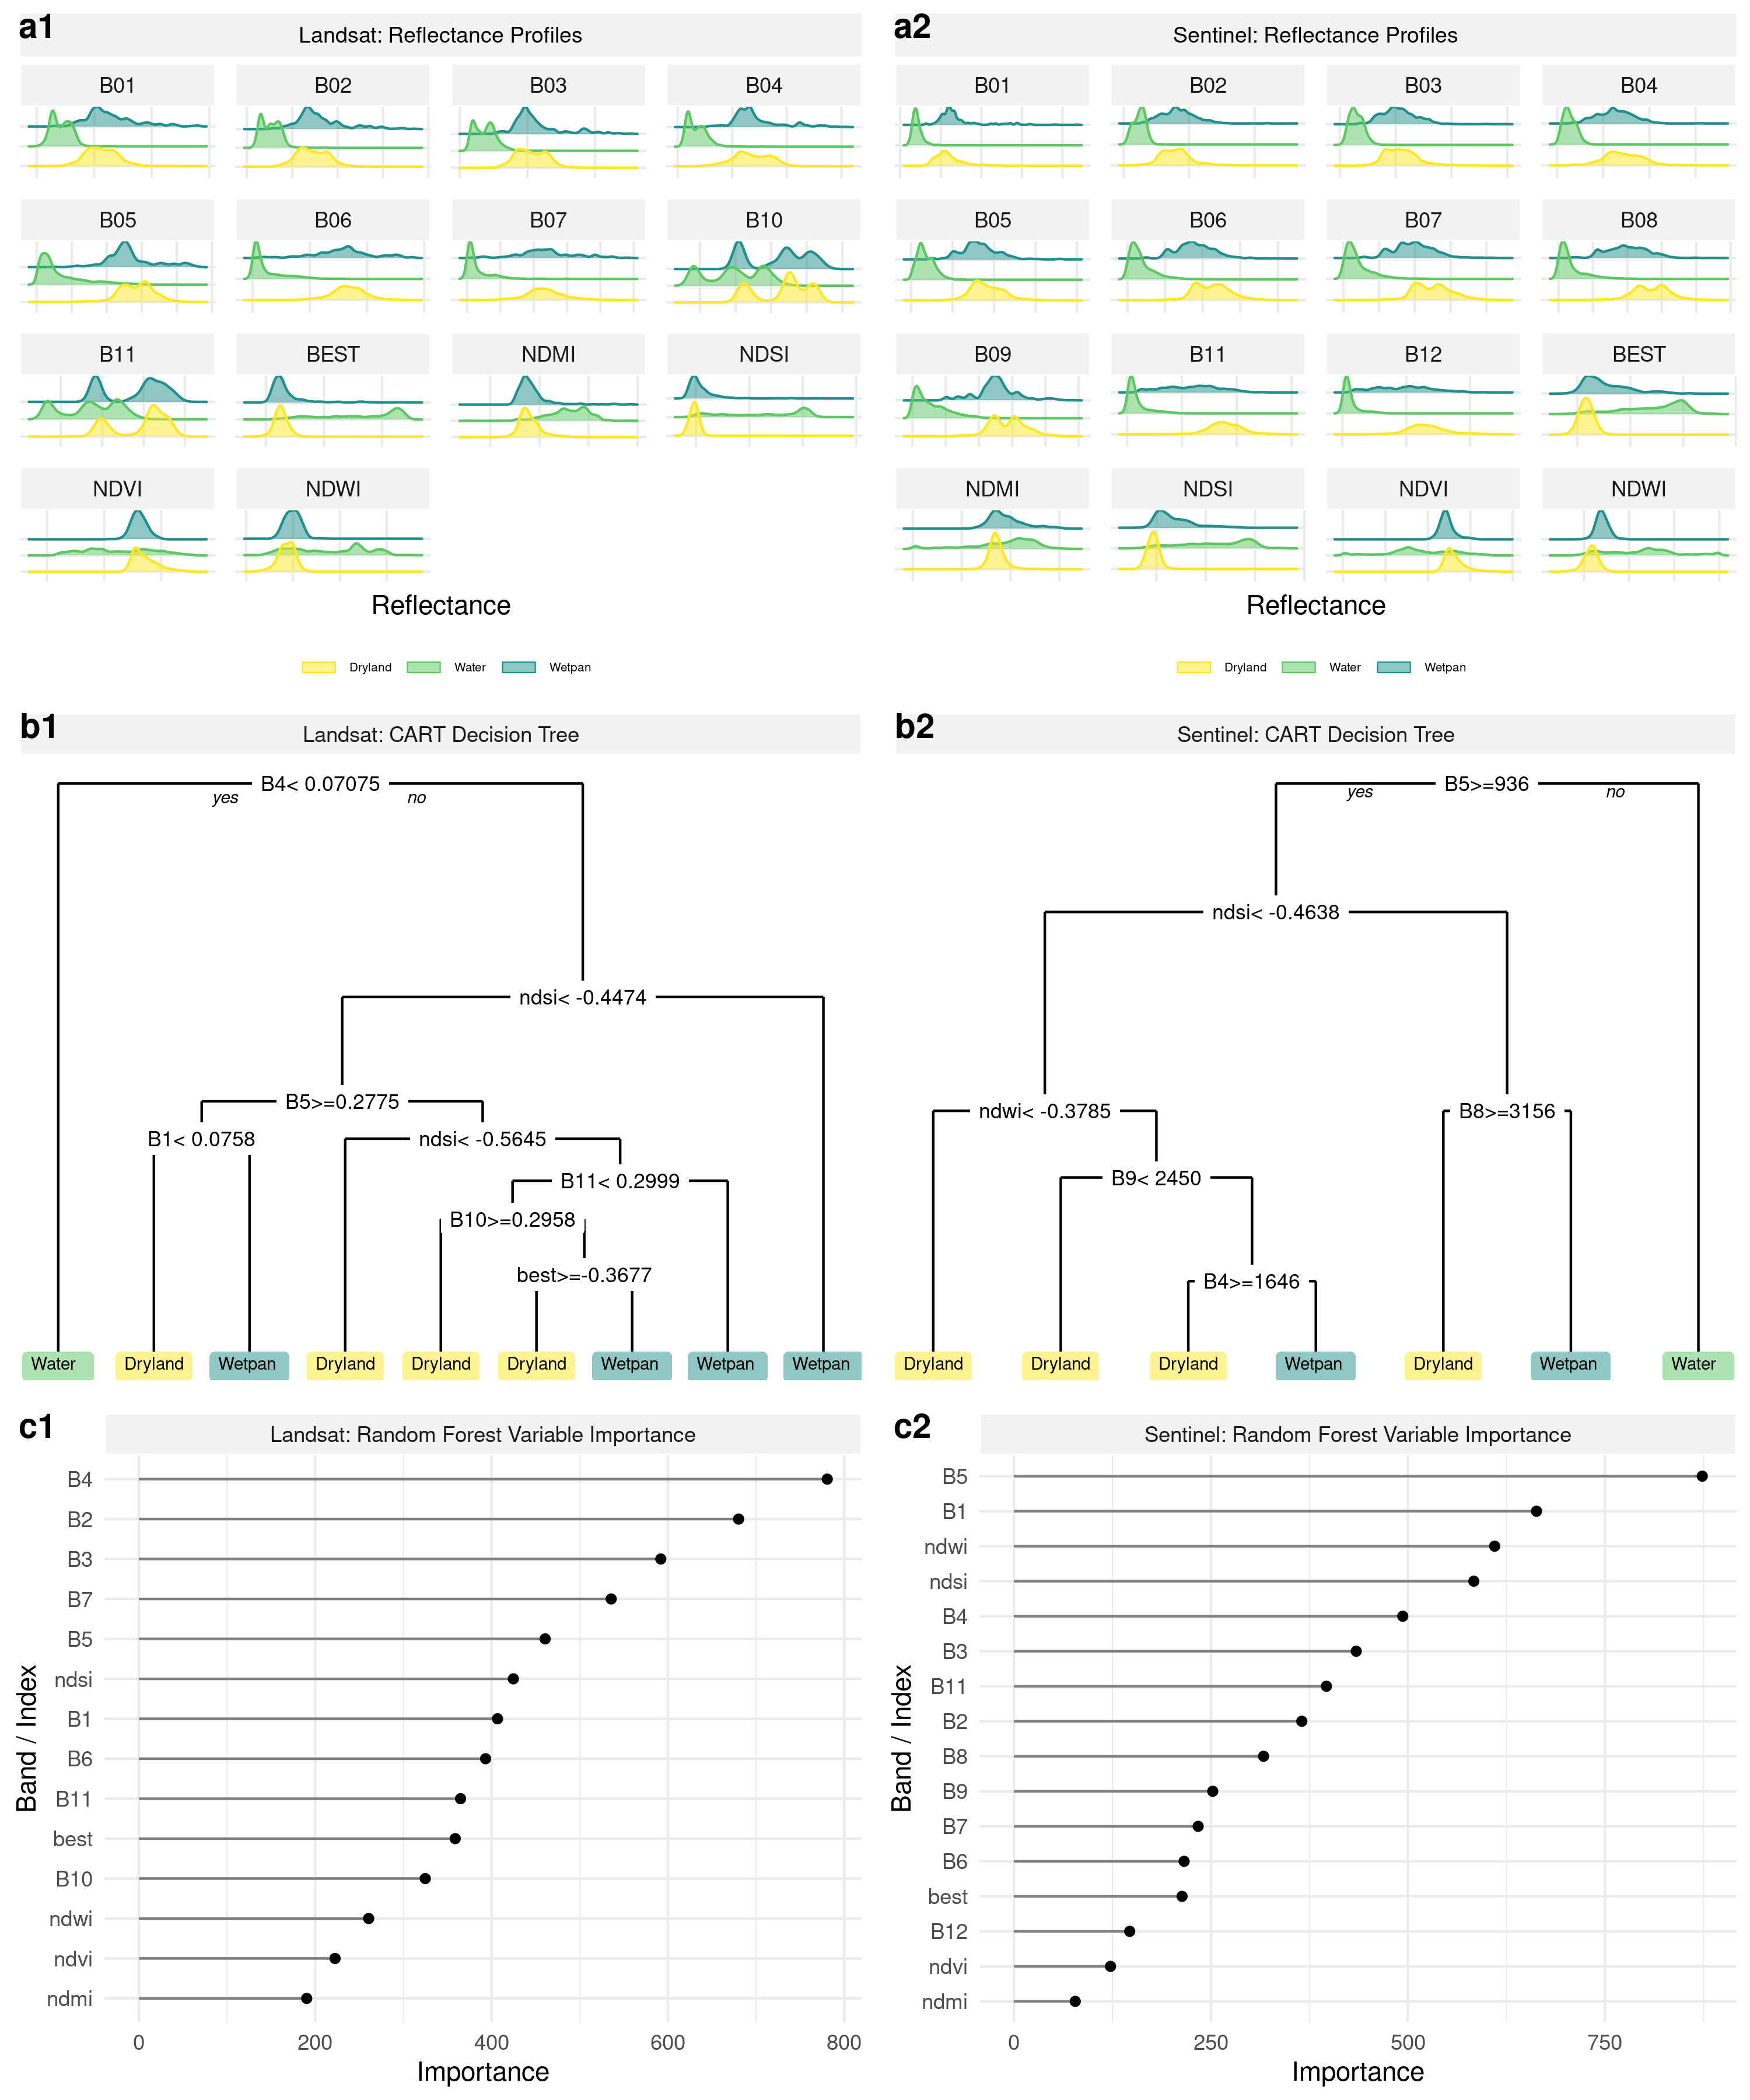 a1
Landsat: Reflectance Profiles
B01 B02 B03 B04
B05 B06 B07 B10
B11 BEST NDMI NDSI
NDVI NDWI
Reflectance
Dryland Water Wetpan
a2
Sentinel: Reflectance Profiles
B01 B02 B03 B04
B05 B06 B07 B08
B09 B11 B12 BEST
NDMI NDSI NDVI NDWI
Reflectance
Dryland Water Wetpan
b1
Landsat: CART Decision Tree
B4< 0.07075
yes no
ndsi< -0.4474
B5>=0.2775
B1< 0.0758 ndsi< -0.5645
B11< 0.2999
B10>=0.2958
best>=-0.3677
Water Dryland Wetpan Dryland Dryland Dryland Wetpan Wetpan Wetpan
b2
Sentinel: CART Decision Tree
B5>=936
yes no
ndsi< -0.4638
ndwi< -0.3785 B8>=3156
B9< 2450
B4>=1646
Dryland Dryland Dryland Wetpan Dryland Wetpan Water
c1
Landsat: Random Forest Variable Importance
Band / Index
B4
B2
B3
B7
B5
ndsi
B1
B6
B11
best
B10
ndwi
ndvi
ndmi
0 200 400 600 800
Importance
c2
Sentinel: Random Forest Variable Importance
Band / Index
B5
B1
ndwi
ndsi
B4
B3
B11
B2
B8
B9
B7
B6
best
B12
ndvi
ndmi
0 250 500 750
Importance